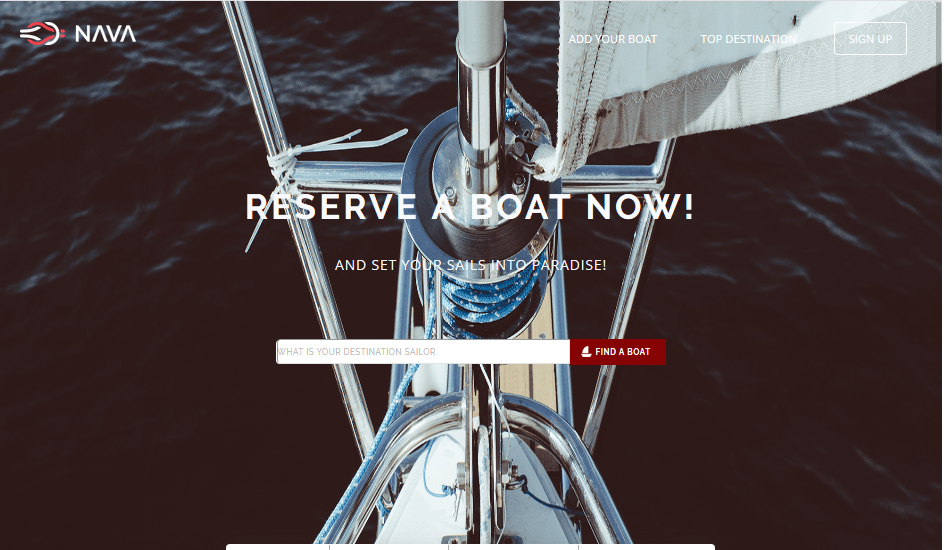 NAVA
ADD YOUR BOAT
TOP DESTINATION
SIGN UP
RESERVE A BOAT NOW!
AND SET YOUR SAILS INTO PARADISE!
WHAT IS YOUR DESTINATION SAILOR
FIND A BOAT